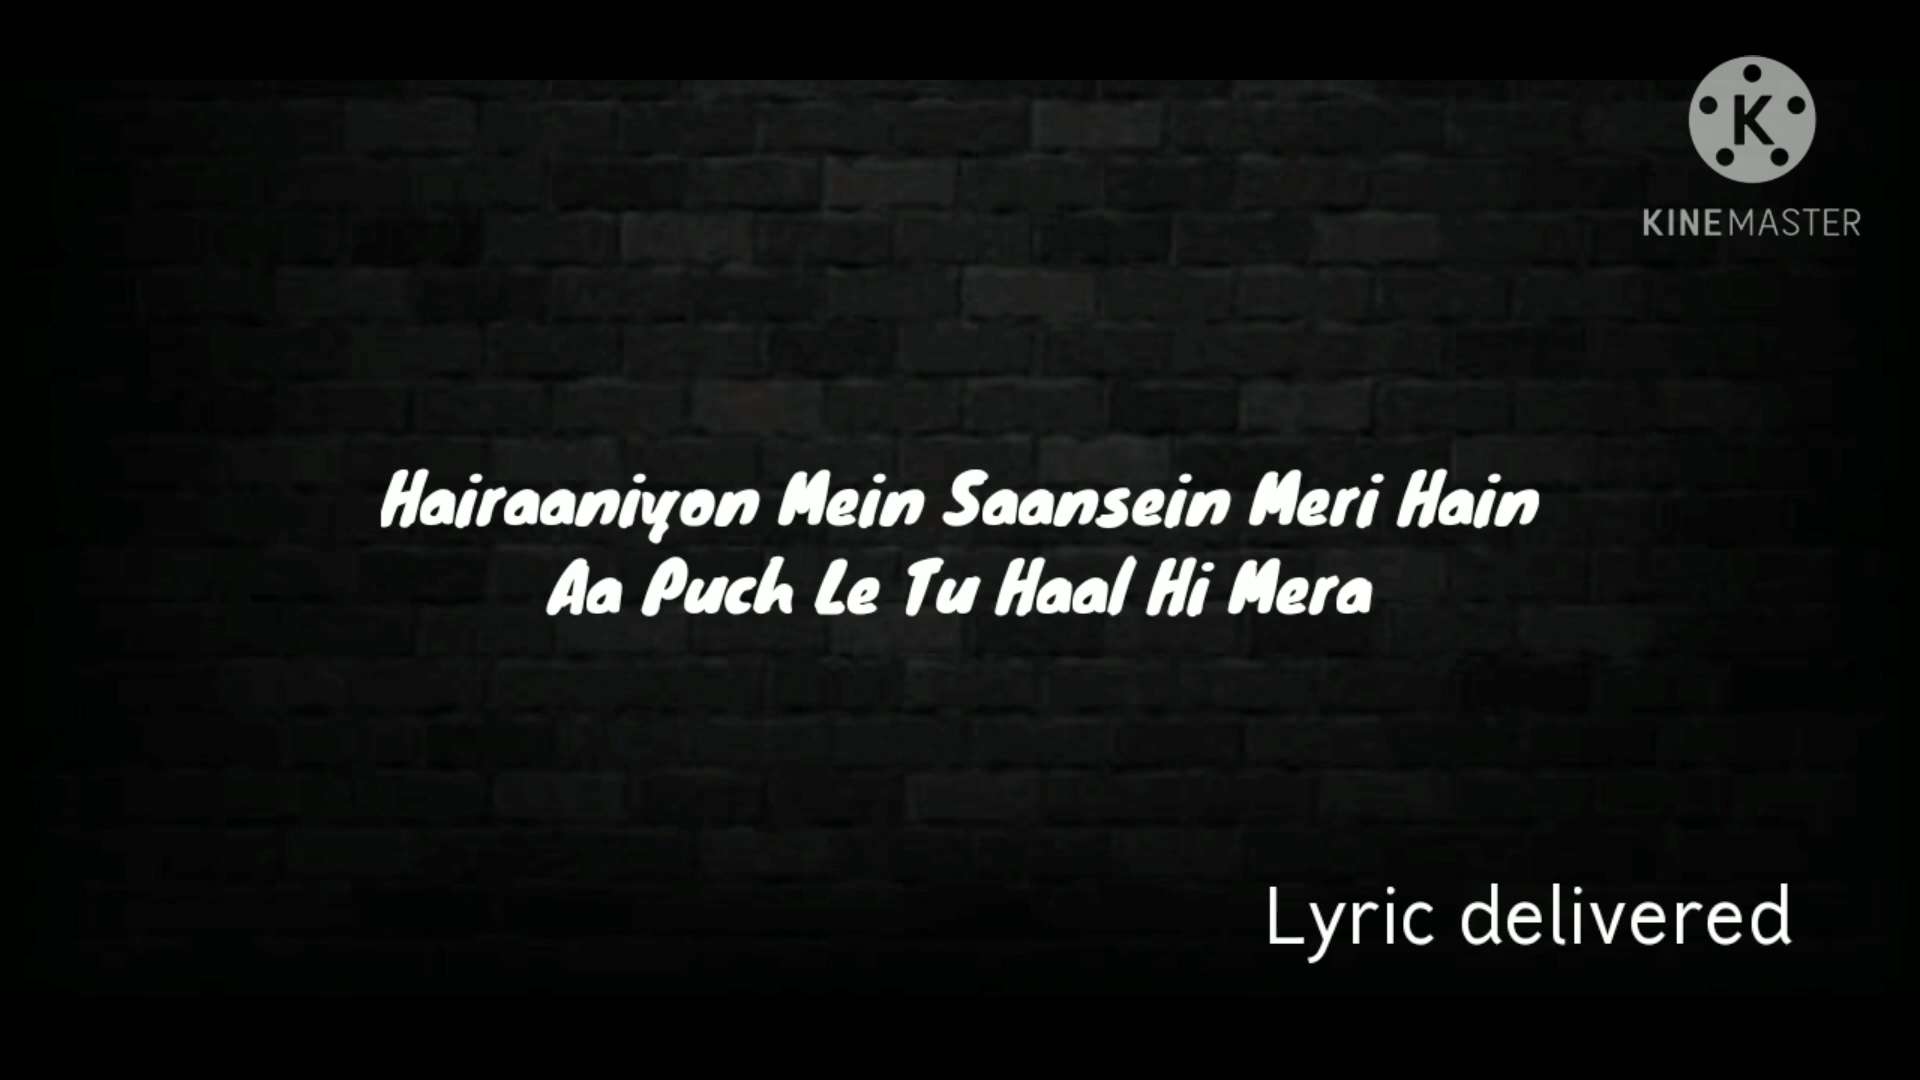 K
KINEMASTER
Hairaaniyon Mein Saansein Meri Hain
Aa Puch Le Tu Haal Hi Mera
Lyric delivered